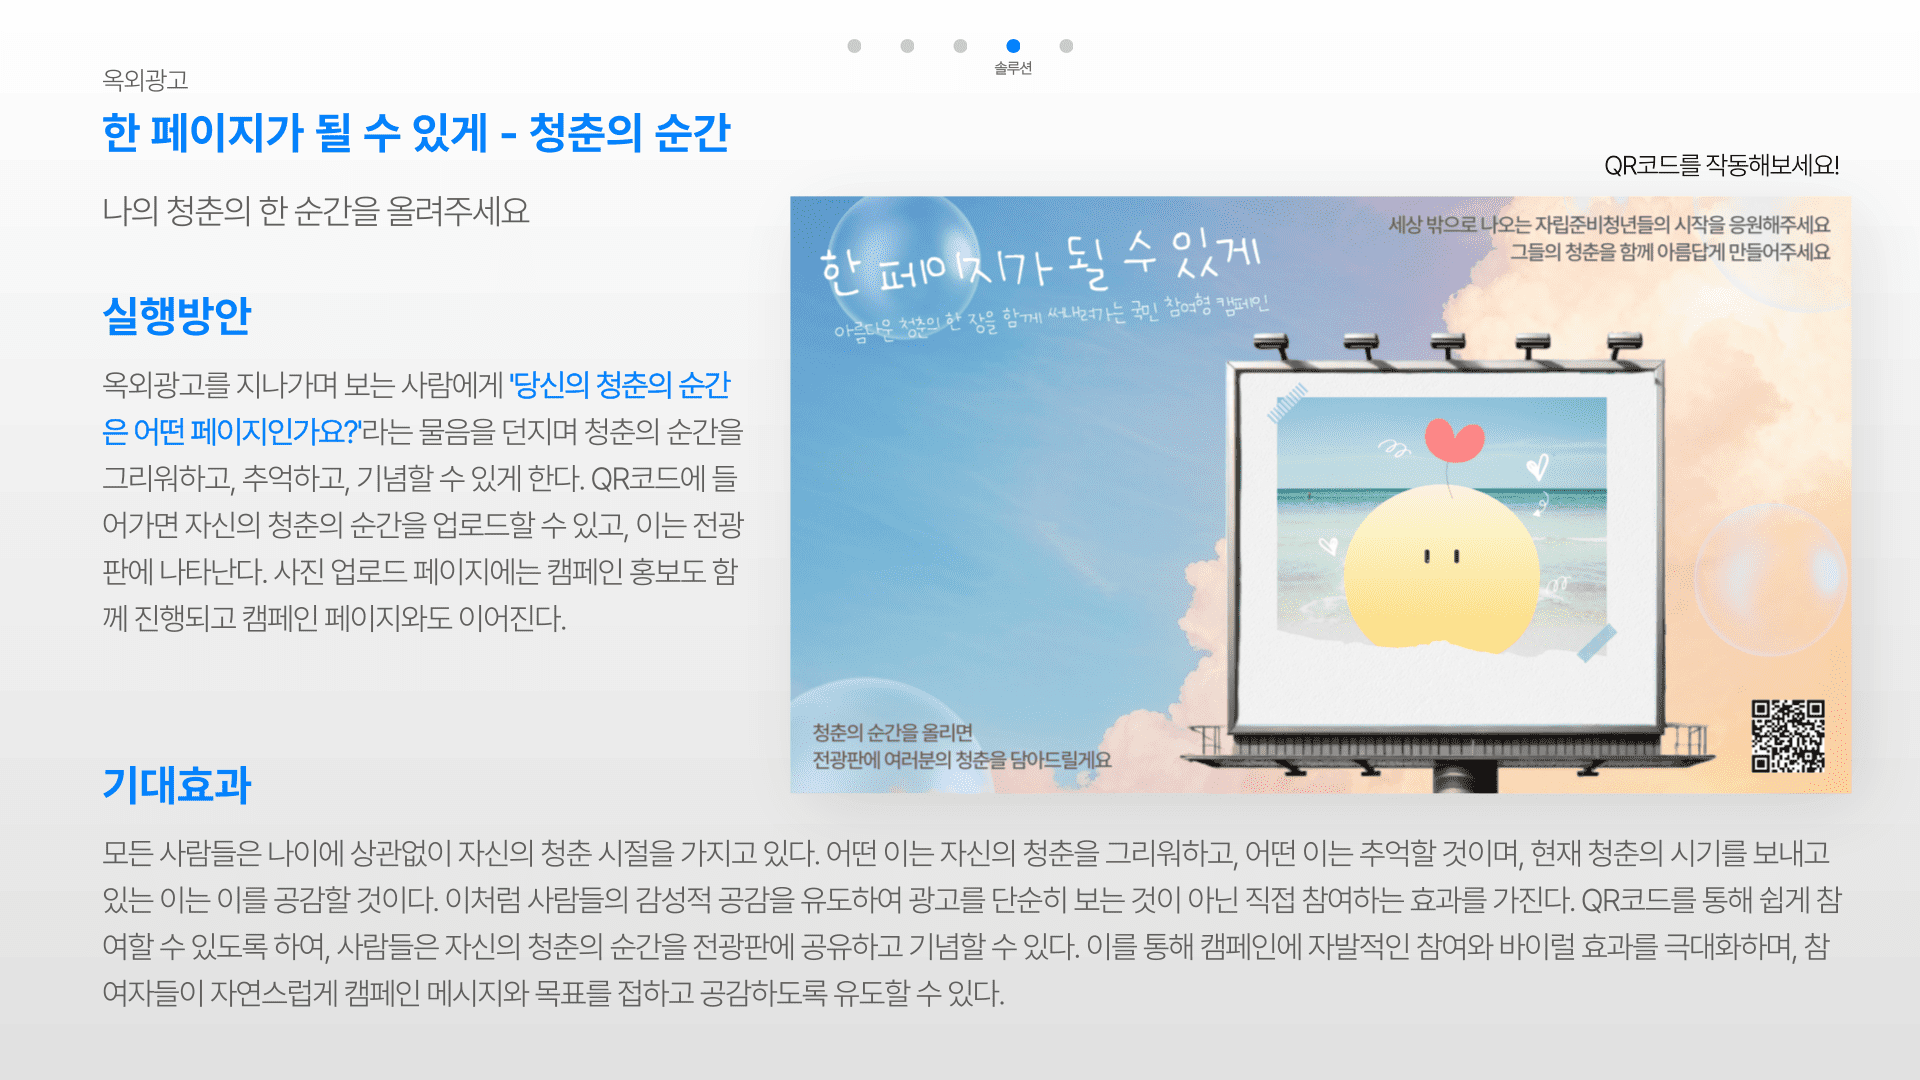 솔루션
옥외광고
한 페이지가 될 수 있게 - 청춘의 순간
나의 청춘의 한 순간을 올려주세요
실행방안
옥외광고를 지나가며 보는 사람에게 '당신의 청춘의 순간
은 어떤 페이지인가요?'라는 물음을 던지며 청춘의 순간을
그리워하고, 추억하고, 기념할 수 있게 한다. QR코드에 들
어가면 자신의 청춘의 순간을 업로드할 수 있고, 이는 전광
판에 나타난다. 사진 업로드 페이지에는 캠페인 홍보도 함
께 진행되고 캠페인 페이지와도 이어진다.
QR코드를 작동해보세요!
한 페이지가 될 수 있게
아름다운 청춘의 한 장을 함께 써내려가는 국민 참여형 캠페인
세상 밖으로 나오는 자립준비청년들의 시작을 응원해주세요
그들의 청춘을 함께 아름답게 만들어주세요
청춘의 순간을 올리면
전광판에 여러분의 청춘을 담아드릴게요
기대효과
모든 사람들은 나이에 상관없이 자신의 청춘 시절을 가지고 있다. 어떤 이는 자신의 청춘을 그리워하고, 어떤 이는 추억할 것이며, 현재 청춘의 시기를 보내고
있는 이는 이를 공감할 것이다. 이처럼 사람들의 감성적 공감을 유도하여 광고를 단순히 보는 것이 아닌 직접 참여하는 효과를 가진다. QR코드를 통해 쉽게 참
여할 수 있도록 하여, 사람들은 자신의 청춘의 순간을 전광판에 공유하고 기념할 수 있다. 이를 통해 캠페인에 자발적인 참여와 바이럴 효과를 극대화하며, 참
여자들이 자연스럽게 캠페인 메시지와 목표를 접하고 공감하도록 유도할 수 있다.